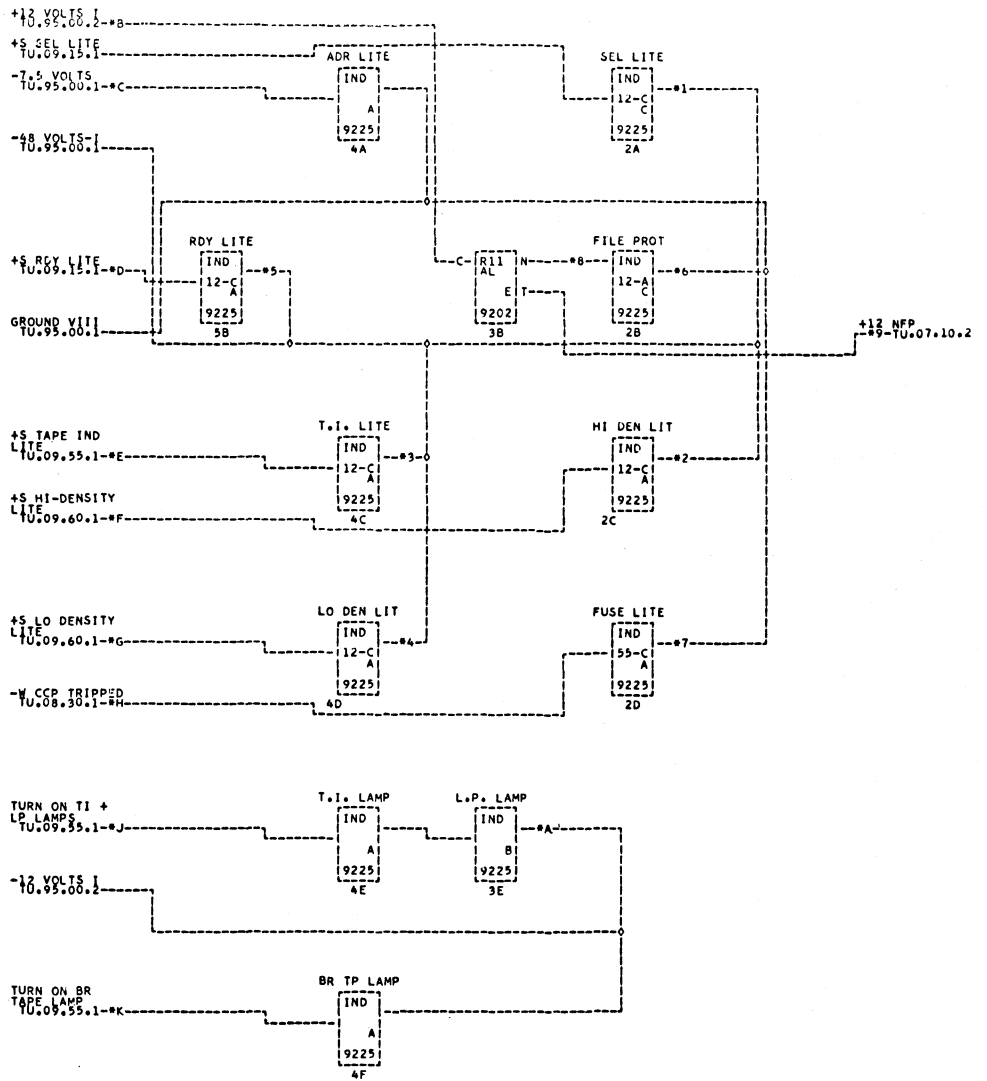 +12 VOLTS I
TU.95.00.2-*B
+S SEL LITE
TU.09.15.1
-7.5 VOLTS
TU.95.00.1-*C
-48 VOLTS-I
TU.95.00.1
ADR LITE
IND
A
9225
4A
SEL LITE
IND
12-C
C
9225
2A
*1
RDY LITE
+S RDY LITE
TU.09.15.1-*D
IND
12-C
A
9225
5B
*5
GROUND VIII
TU.95.00.1
C
R11 N
AL
E T
9202
3B
*8
FILE PROT
IND
12-A
C
9225
2B
*6
+12 NFP
*9-TU.07.10.2
+S TAPE IND
LITE
TU.09.55.1-*E
T.I. LITE
IND
12-C
A
9225
4C
*3
HI DEN LIT
IND
12-C
A
9225
2C
*2
+S HI-DENSITY
LITE
TU.09.60.1-*F
+S LO DENSITY
LITE
TU.09.60.1-*G
LO DEN LIT
IND
12-C
A
9225
4D
*4
FUSE LITE
IND
55-C
A
9225
2D
*7
-W CCP TRIPPED
TU.08.30.1-*H
TURN ON TI +
LP LAMPS
TU.09.55.1-*J
T.I. LAMP
IND
A
9225
4E
L.P. LAMP
IND
B
9225
3E
*A
-12 VOLTS I
TU.95.00.2
TURN ON BR
TAPE LAMP
TU.09.55.1-*K
BR TP LAMP
IND
A
9225
4F